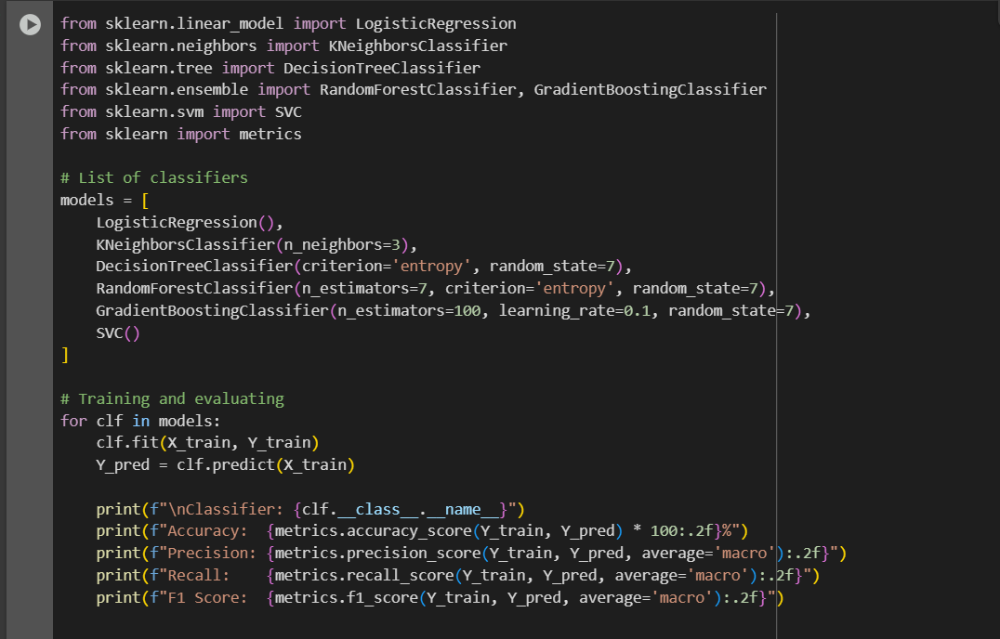 from sklearn.linear_model import LogisticRegression
from sklearn.neighbors import KNeighborsClassifier
from sklearn.tree import DecisionTreeClassifier
from sklearn.ensemble import RandomForestClassifier, GradientBoostingClassifier
from sklearn.svm import SVC
from sklearn import metrics

# List of classifiers
models = [
    LogisticRegression(),
    KNeighborsClassifier(n_neighbors=3),
    DecisionTreeClassifier(criterion='entropy', random_state=7),
    RandomForestClassifier(n_estimators=7, criterion='entropy', random_state=7),
    GradientBoostingClassifier(n_estimators=100, learning_rate=0.1, random_state=7),
    SVC()
]

# Training and evaluating
for clf in models:
    clf.fit(X_train, Y_train)
    Y_pred = clf.predict(X_train)

    print(f"\nClassifier: {clf.__class__.__name__}")
    print(f"Accuracy:  {metrics.accuracy_score(Y_train, Y_pred) * 100:.2f}%")
    print(f"Precision: {metrics.precision_score(Y_train, Y_pred, average='macro'):.2f}")
    print(f"Recall:    {metrics.recall_score(Y_train, Y_pred, average='macro'):.2f}")
    print(f"F1 Score:  {metrics.f1_score(Y_train, Y_pred, average='macro'):.2f}")